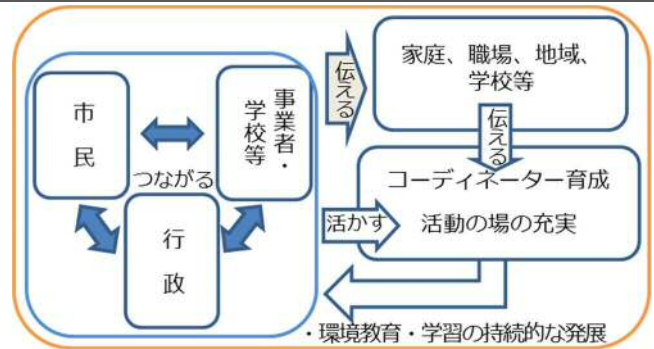 市民
事業者・
学校等
つながる
行政
伝える
家庭、職場、地域、
学校等
伝える
コーディネーター育成
活動の場の充実
活かす
・環境教育・学習の持続的な発展